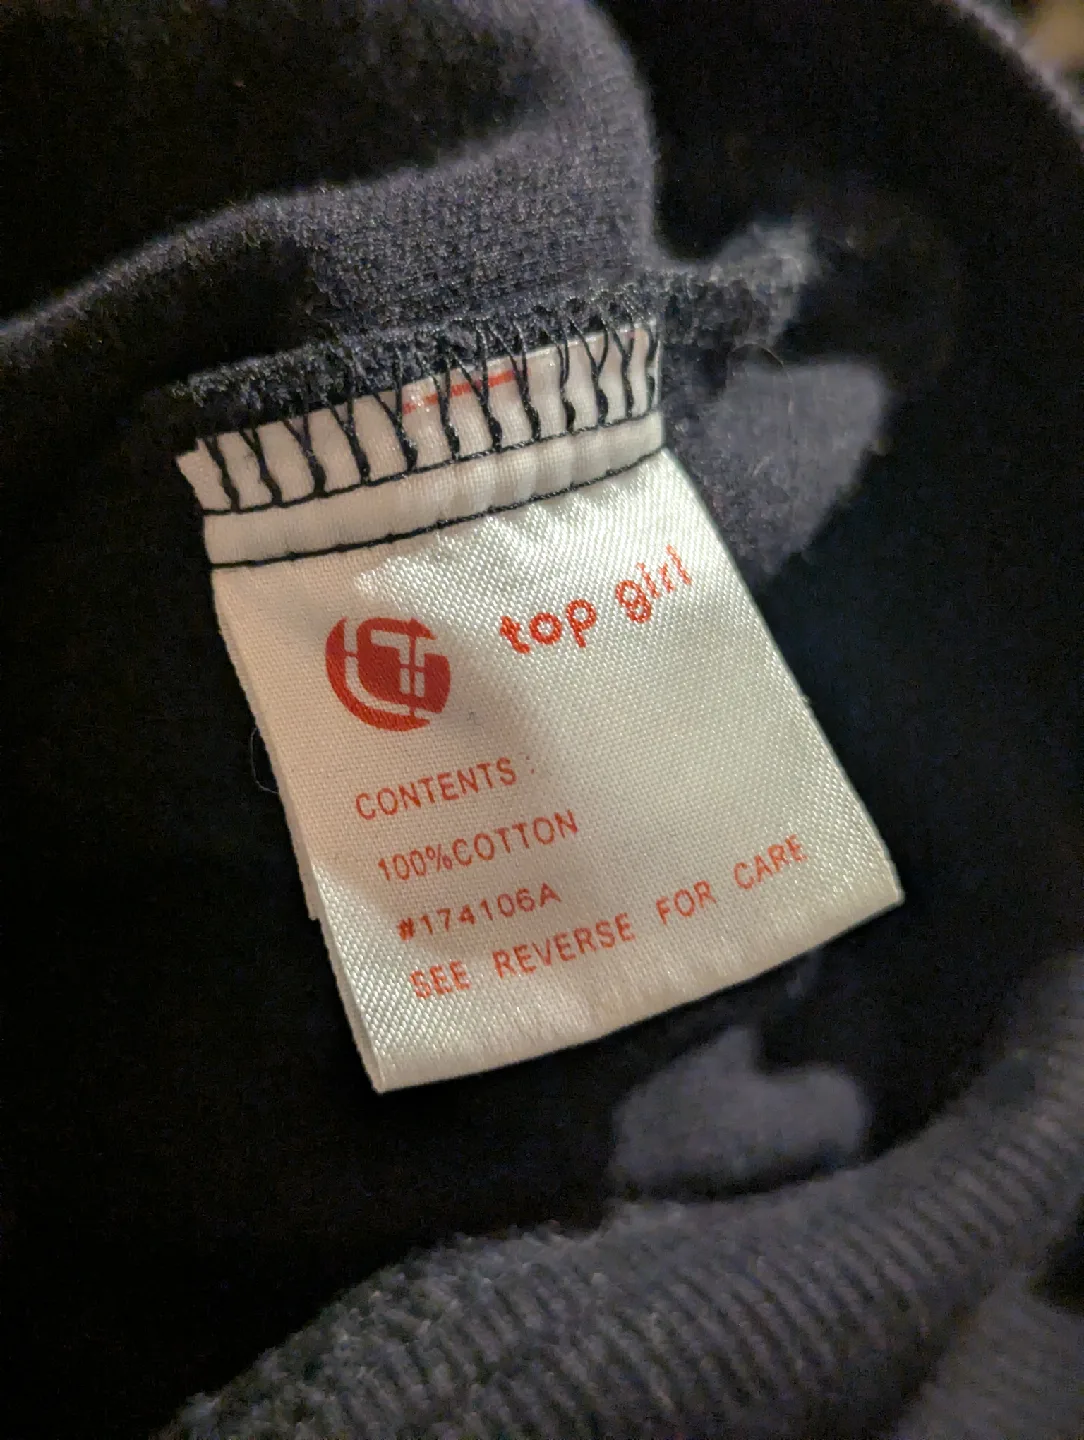 top girl
CONTENTS :
100%COTTON
#174106A
SEE REVERSE FOR CARE